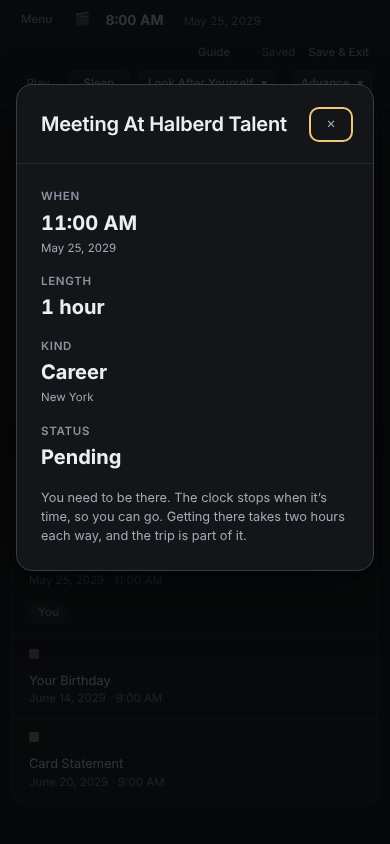 Menu 🎬 8:00 AM May 25, 2029
Guide Saved Save & Exit
Play Sleep Look After Yourself ▾ Advance ▾
Meeting At Halberd Talent ×
WHEN
11:00 AM
May 25, 2029
LENGTH
1 hour
KIND
Career
New York
STATUS
Pending
You need to be there. The clock stops when it’s
time, so you can go. Getting there takes two hours
each way, and the trip is part of it.
May 25, 2029 · 11:00 AM
You
Your Birthday
June 14, 2029 · 9:00 AM
Card Statement
June 20, 2029 · 9:00 AM